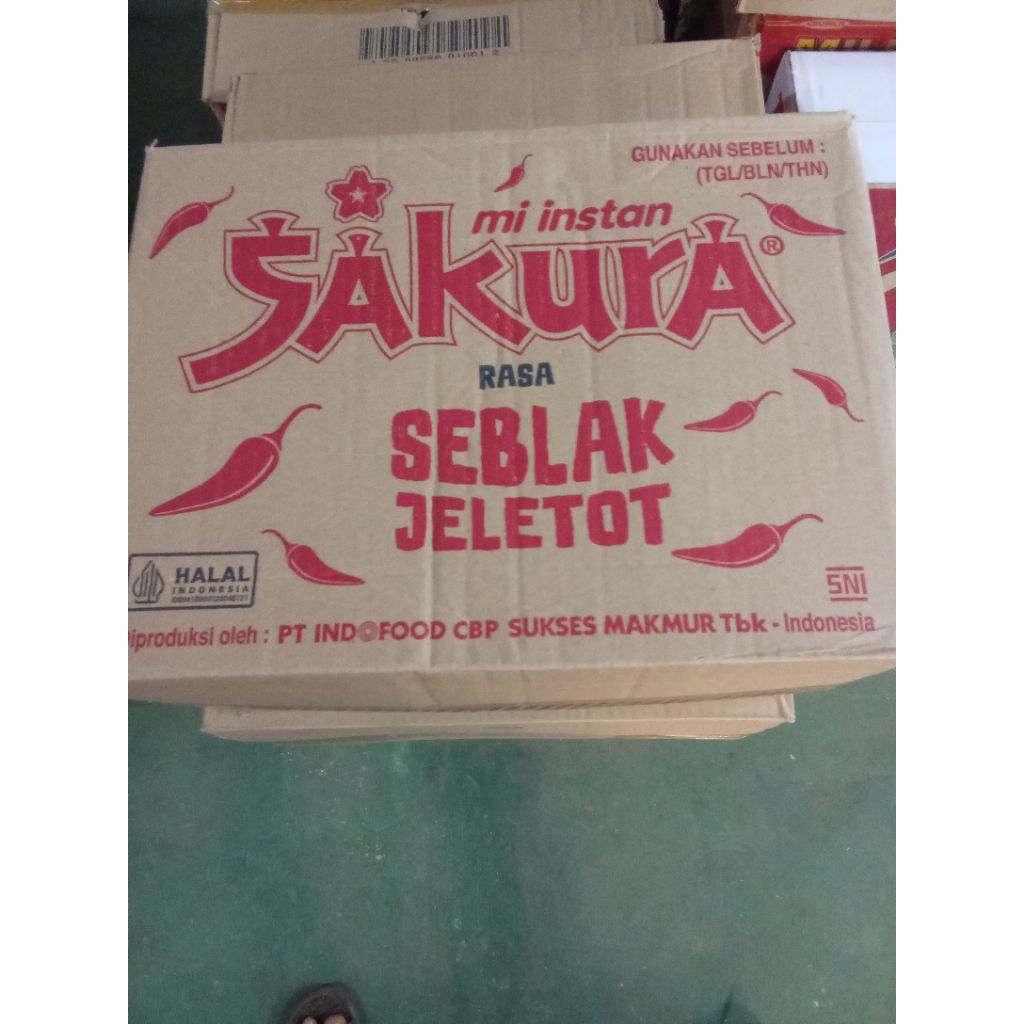 GUNAKAN SEBELUM :
(TGL/BLN/THN)
mi instan
SAkurA®
RASA
SEBLAK
JELETOT
HALAL
INDONESIA
SNI
iproduksi oleh : PT INDOFOOD CBP SUKSES MAKMUR Tbk - Indonesia